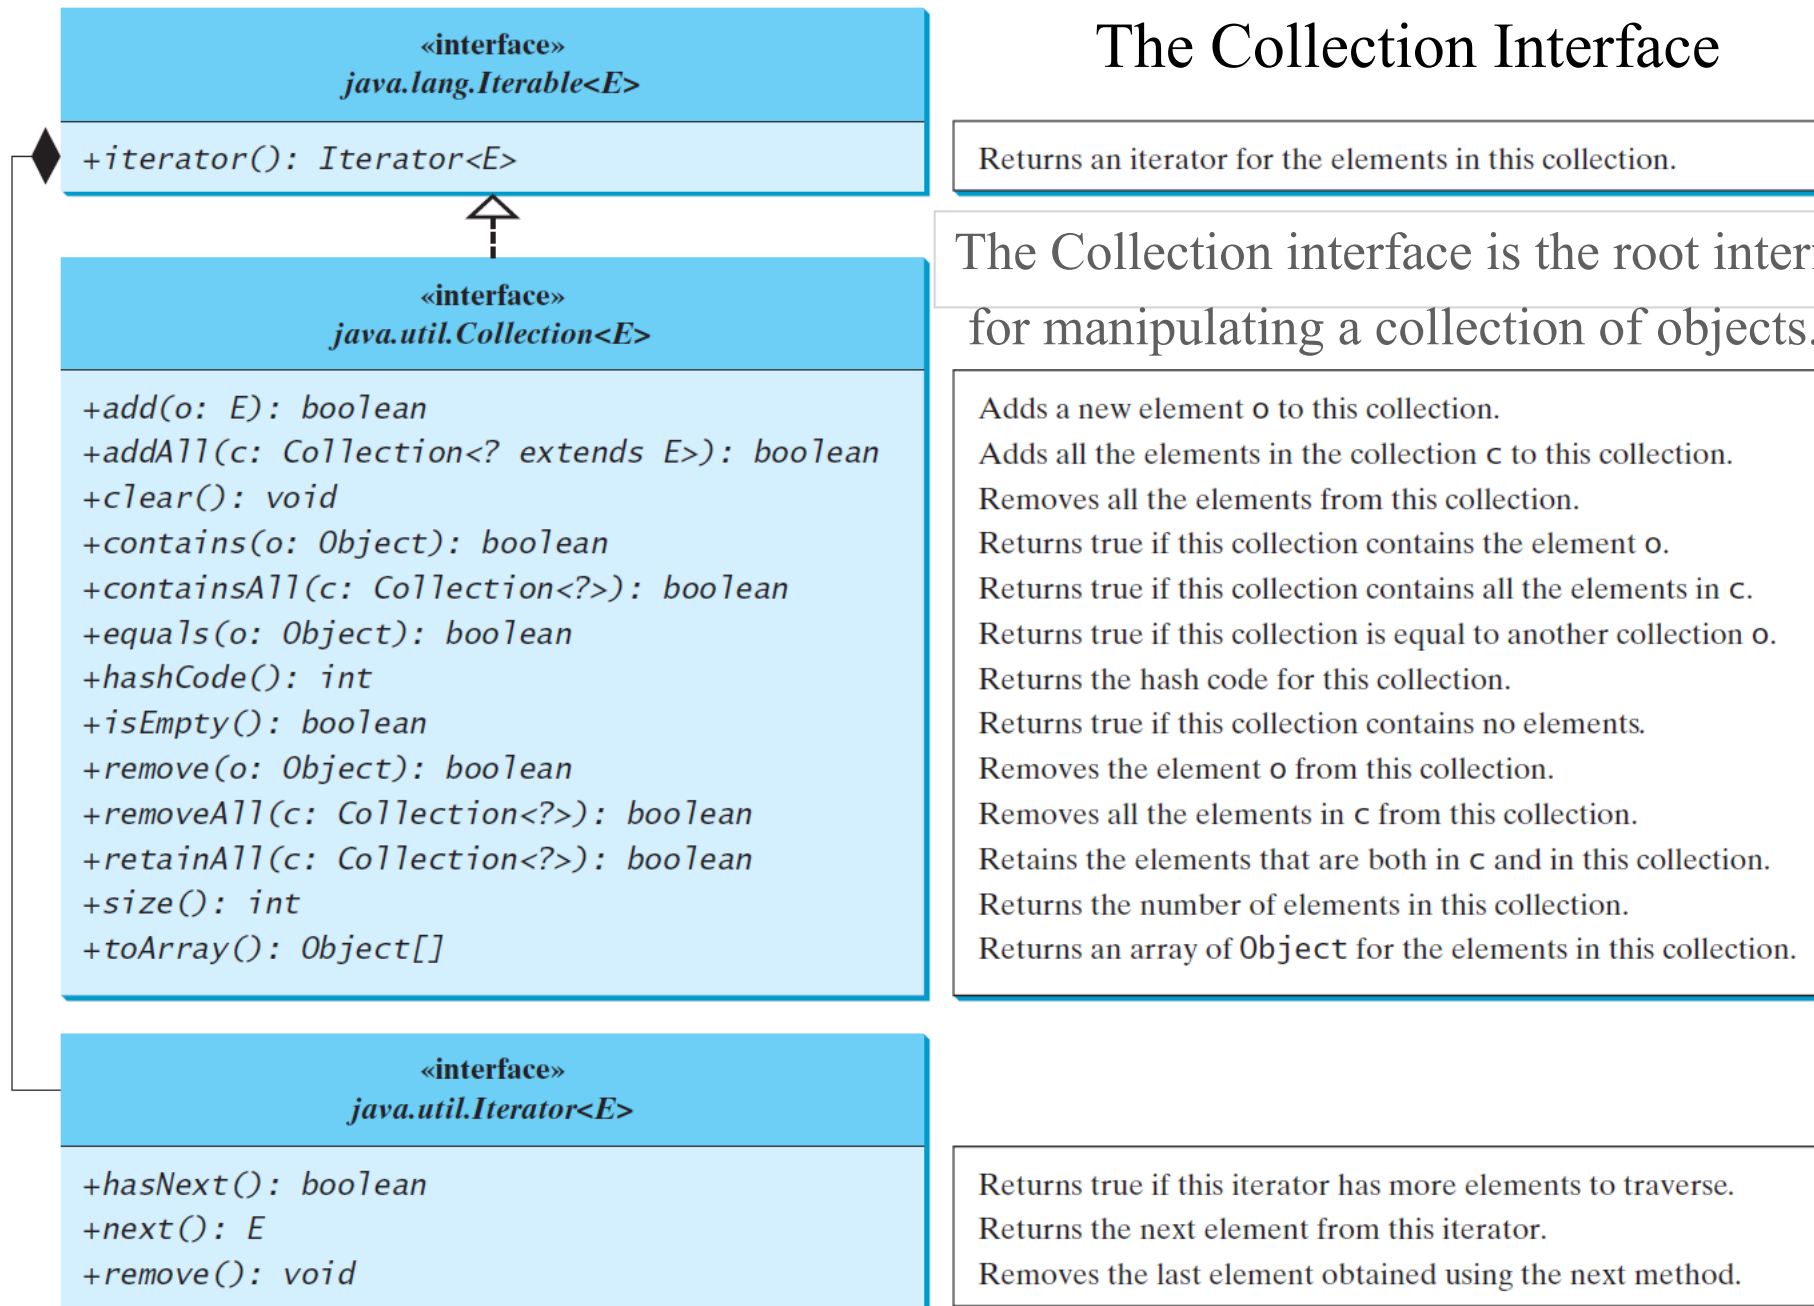 The Collection Interface
«interface»
java.lang.Iterable<E>
+iterator(): Iterator<E>
Returns an iterator for the elements in this collection.
The Collection interface is the root
for manipulating a collection of objects.
«interface»
java.util.Collection<E>
+add(o: E): boolean
Adds a new element o to this collection.
+addAll(c: Collection<? extends E>): boolean
Adds all the elements in the collection c to this collection.
+clear(): void
Removes all the elements from this collection.
+contains(o: Object): boolean
Returns true if this collection contains the element o.
+containsAll(c: Collection<?>): boolean
Returns true if this collection contains all the elements in c.
+equals(o: Object): boolean
Returns true if this collection is equal to another collection o.
+hashCode(): int
Returns the hash code for this collection.
+isEmpty(): boolean
Returns true if this collection contains no elements.
+remove(o: Object): boolean
Removes the element o from this collection.
+removeAll(c: Collection<?>): boolean
Removes all the elements in c from this collection.
+retainAll(c: Collection<?>): boolean
Retains the elements that are both in c and in this collection.
+size(): int
Returns the number of elements in this collection.
+toArray(): Object[]
Returns an array of Object for the elements in this collection.
«interface»
java.util.Iterator<E>
+hasNext(): boolean
Returns true if this iterator has more elements to traverse.
+next(): E
Returns the next element from this iterator.
+remove(): void
Removes the last element obtained using the next method.